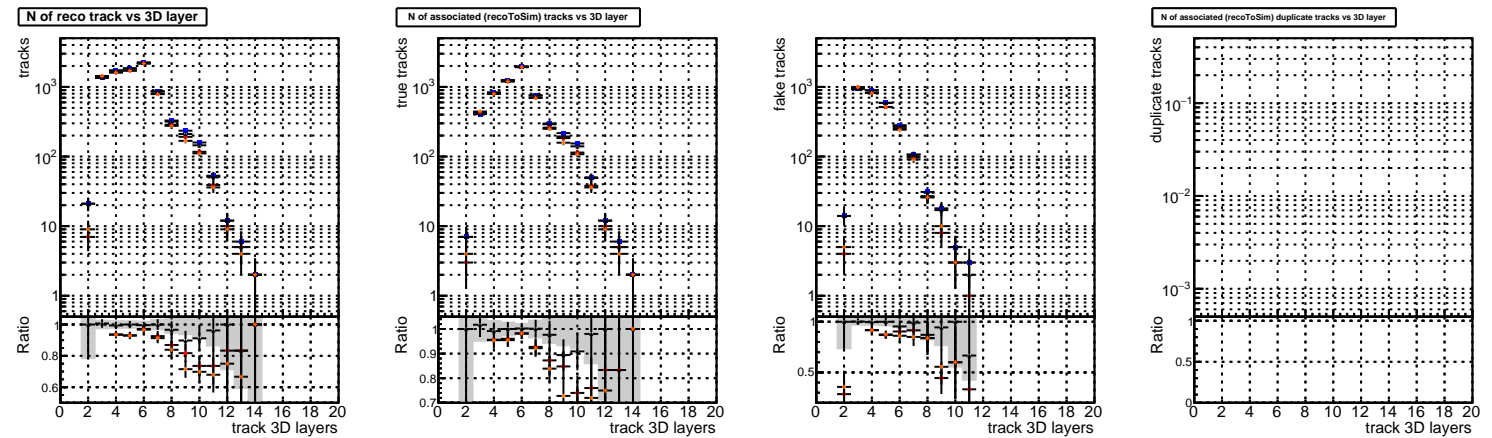 N of reco track vs 3D layer
tracks
10³
10²
10
1
Ratio
1
0.8
0.6
0 2 4 6 8 10 12 14 16 18 20
track 3D layers
N of associated (recoToSim) tracks vs 3D layer
true tracks
10³
10²
10
1
Ratio
1
0.9
0.8
0.7
0 2 4 6 8 10 12 14 16 18 20
track 3D layers
fake tracks
10³
10²
10
1
Ratio
1
0.5
0 2 4 6 8 10 12 14 16 18 20
track 3D layers
N of associated (recoToSim) duplicate tracks vs 3D layer
duplicate tracks
10⁻¹
10⁻²
10⁻³
Ratio
1
0.5
0
0 2 4 6 8 10 12 14 16 18 20
track 3D layers